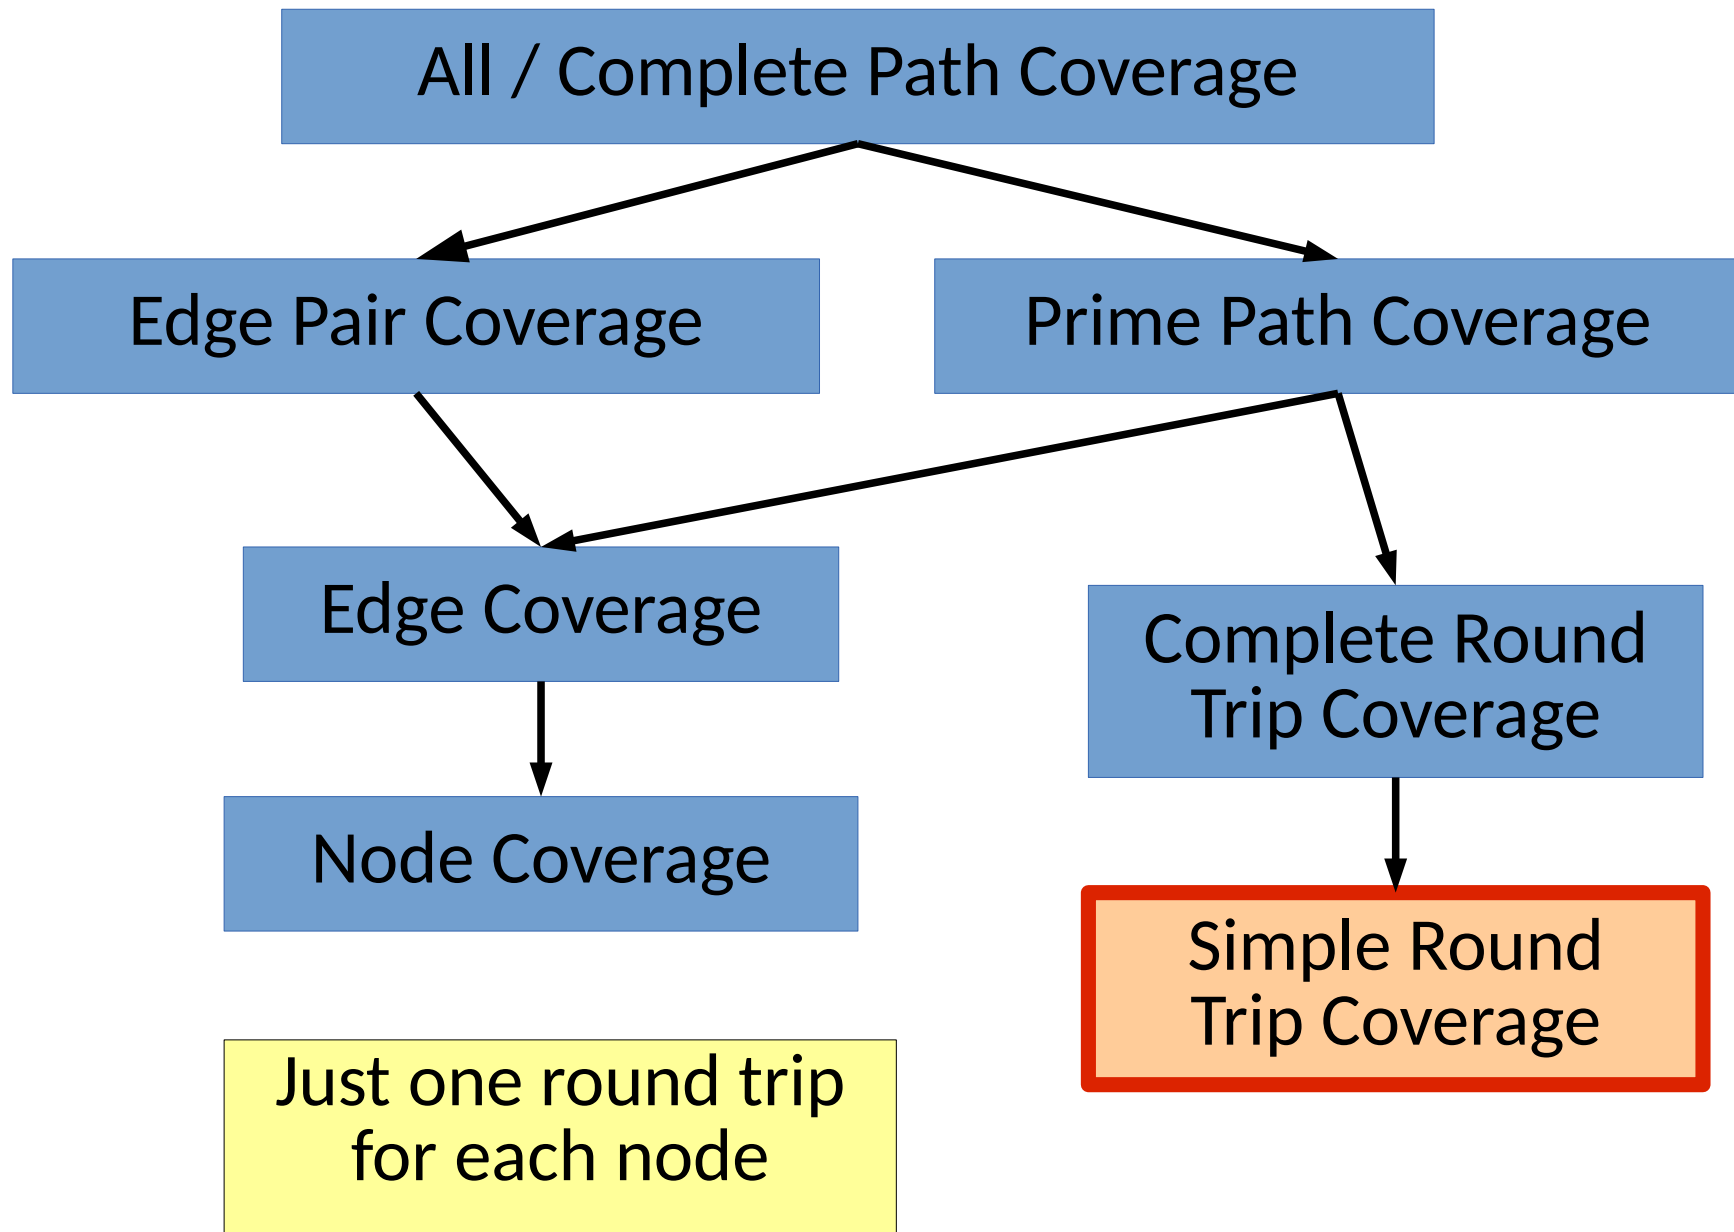 All / Complete Path Coverage
Edge Pair Coverage
Prime Path Coverage
Edge Coverage
Complete Round
Trip Coverage
Node Coverage
Simple Round
Trip Coverage
Just one round trip
for each node